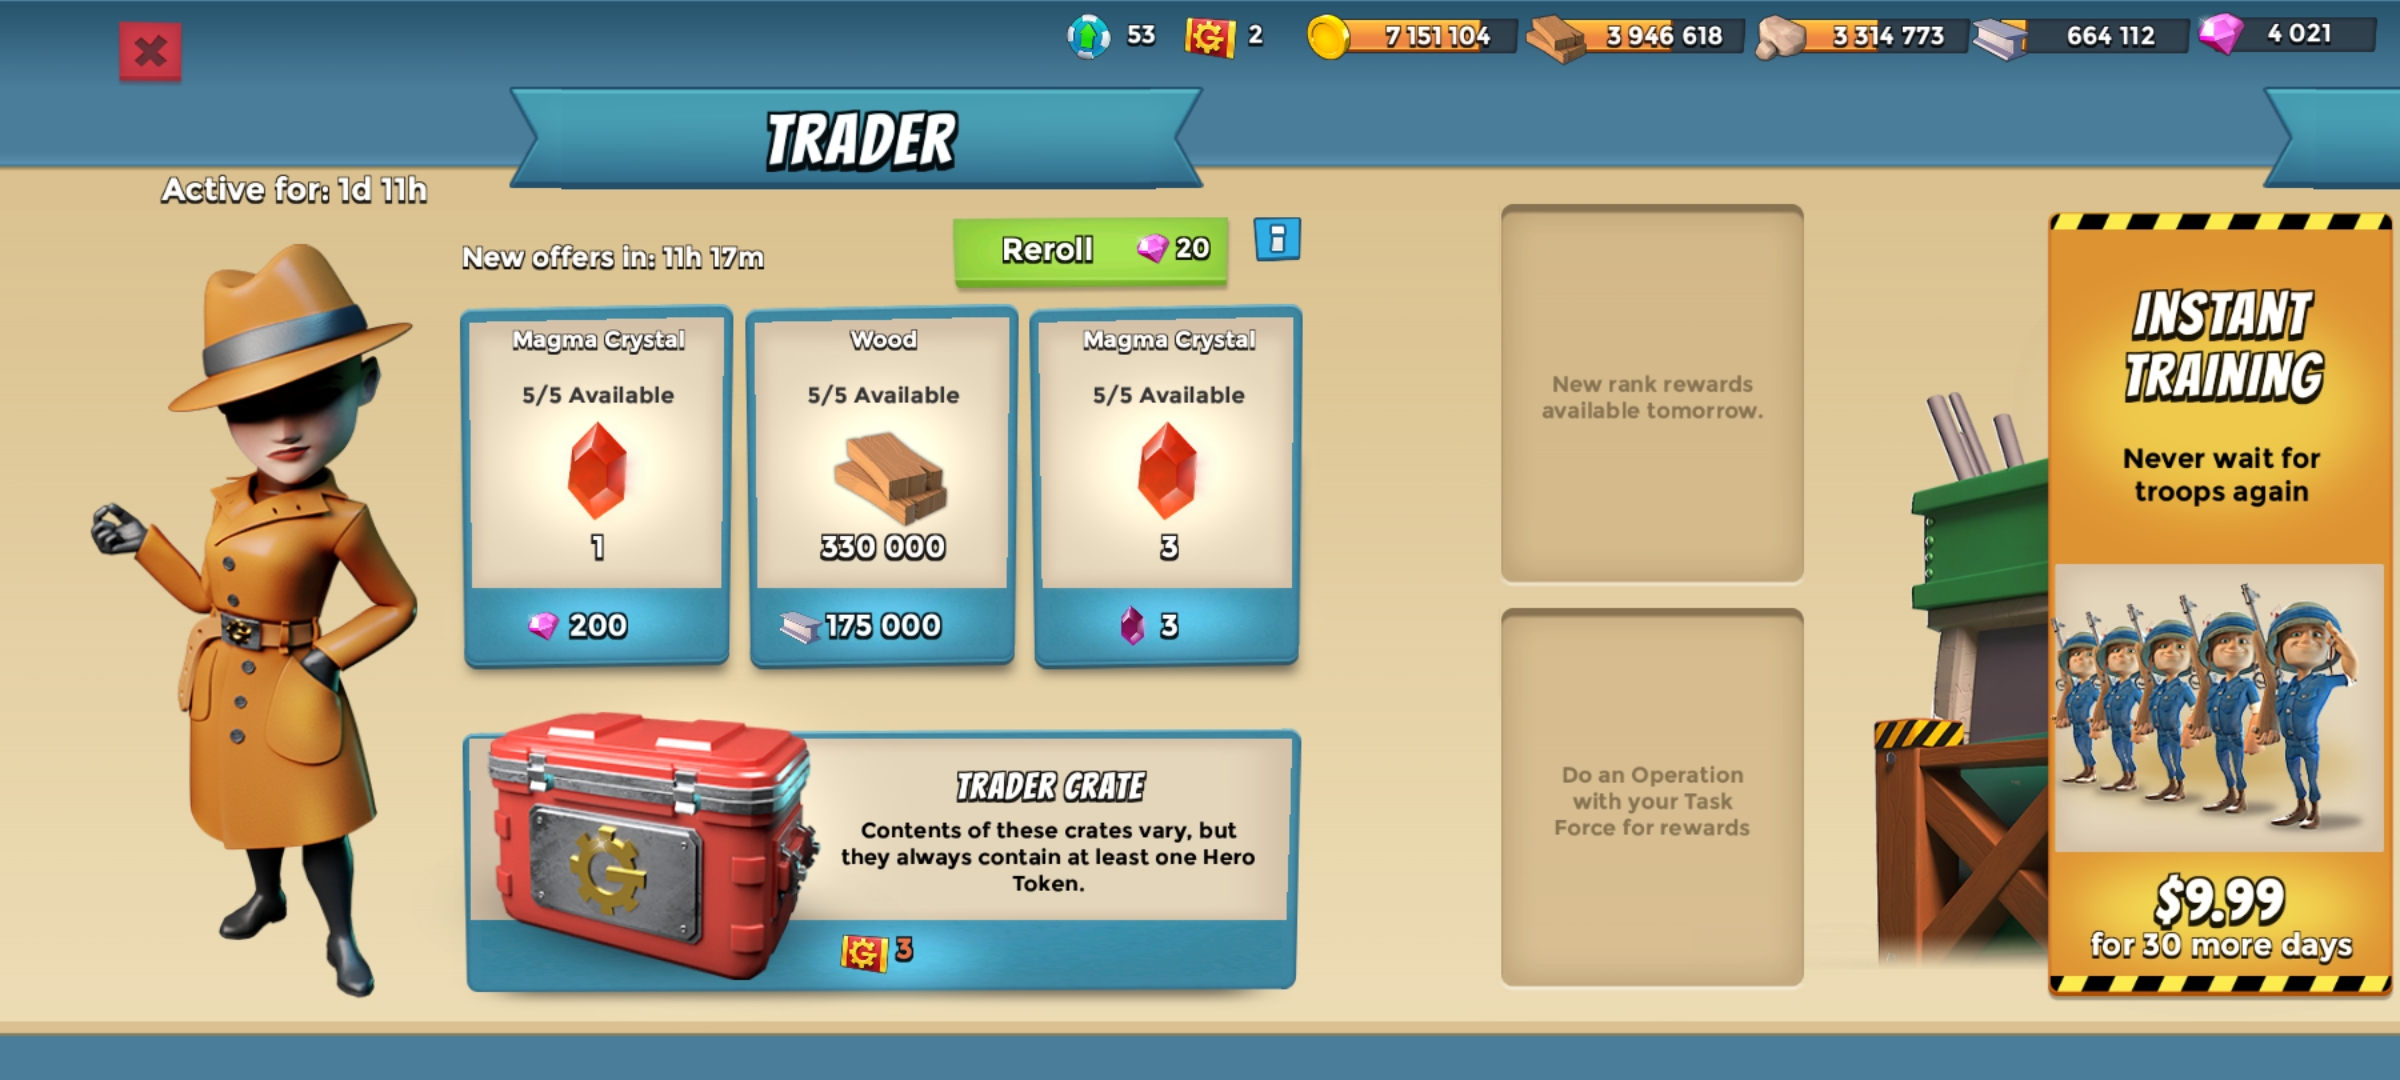 53
2
7 151 104
3 946 618
3 314 773
664 112
4 021
TRADER
Active for: 1d 11h
New offers in: 11h 17m
Reroll 20
i
Magma Crystal
5/5 Available
1
200
Wood
5/5 Available
330 000
175 000
Magma Crystal
5/5 Available
3
3
TRADER CRATE
Contents of these crates vary, but
they always contain at least one Hero
Token.
3
New rank rewards
available tomorrow.
Do an Operation
with your Task
Force for rewards
INSTANT
TRAINING
Never wait for
troops again
$9.99
for 30 more days